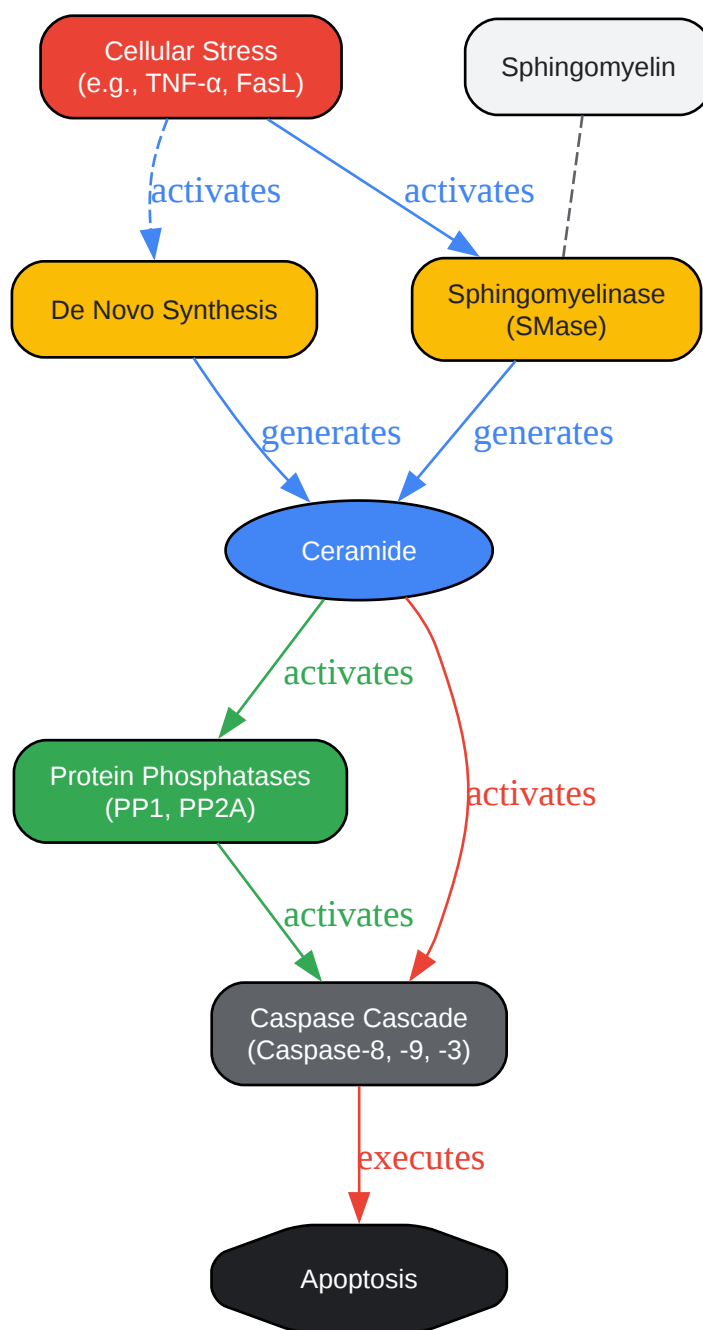 Cellular Stress
(e.g., TNF-α, FasL)
Sphingomyelin
activates
activates
De Novo Synthesis
Sphingomyelinase
(SMase)
generates
generates
Ceramide
activates
Protein Phosphatases
(PP1, PP2A)
activates
activates
Caspase Cascade
(Caspase-8, -9, -3)
executes
Apoptosis